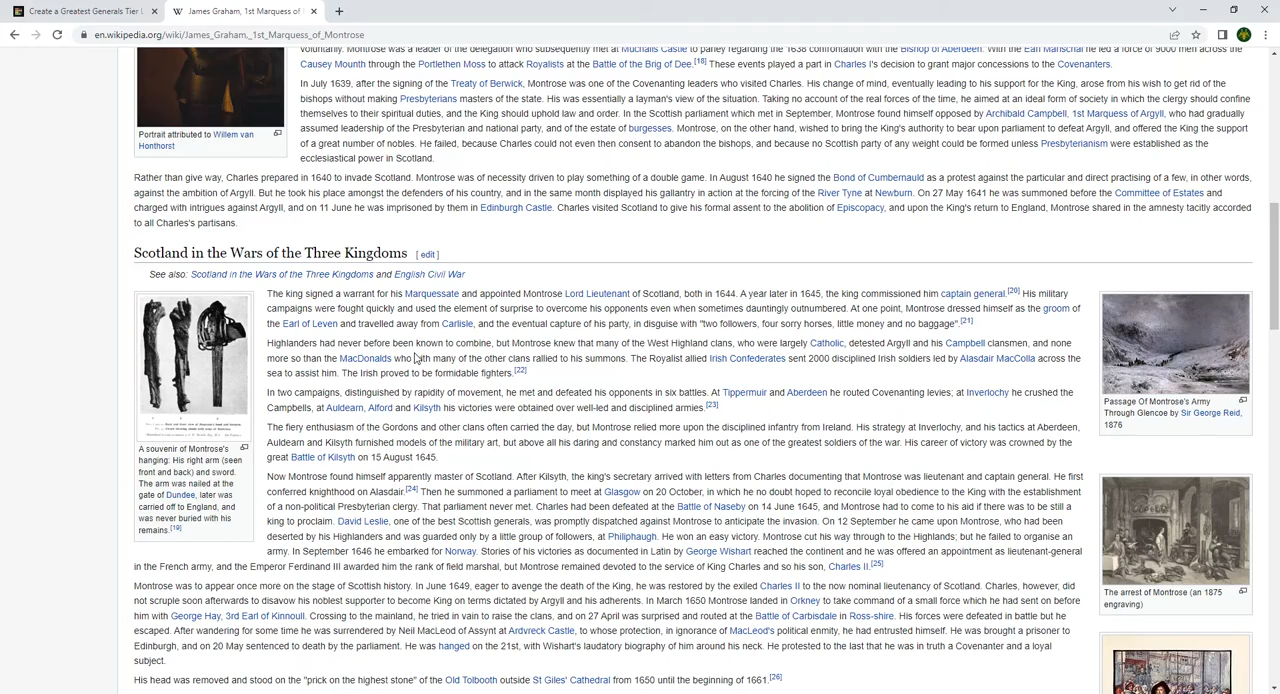 Create a Greatest Generals Tier L
James Graham, 1st Marquess of
en.wikipedia.org/wiki/James_Graham,_1st_Marquess_of_Montrose
voluntarily. Montrose was a leader of the delegation who subsequently met at Muchalls Castle to parley regarding the 1638 confrontation with the Bishop of Aberdeen. With the Earl Marischal he led a force of 9000 men across the
Causey Mounth through the Portlethen Moss to attack Royalists at the Battle of the Brig of Dee.[18] These events played a part in Charles I's decision to grant major concessions to the Covenanters.
In July 1639, after the signing of the Treaty of Berwick, Montrose was one of the Covenanting leaders who visited Charles. His change of mind, eventually leading to his support for the King, arose from his wish to get rid of the
bishops without making Presbyterians masters of the state. His was essentially a layman's view of the situation. Taking no account of the real forces of the time, he aimed at an ideal form of society in which the clergy should confine
themselves to their spiritual duties, and the King should uphold law and order. In the Scottish parliament which met in September, Montrose found himself opposed by Archibald Campbell, 1st Marquess of Argyll, who had gradually
assumed leadership of the Presbyterian and national party, and of the estate of burgesses. Montrose, on the other hand, wished to bring the King's authority to bear upon parliament to defeat Argyll, and offered the King the support
of a great number of nobles. He failed, because Charles could not even then consent to abandon the bishops, and because no Scottish party of any weight could be formed unless Presbyterianism were established as the
ecclesiastical power in Scotland.
Portrait attributed to Willem van
Honthorst
Rather than give way, Charles prepared in 1640 to invade Scotland. Montrose was of necessity driven to play something of a double game. In August 1640 he signed the Bond of Cumbernauld as a protest against the particular and direct practising of a few, in other words,
against the ambition of Argyll. But he took his place amongst the defenders of his country, and in the same month displayed his gallantry in action at the forcing of the River Tyne at Newburn. On 27 May 1641 he was summoned before the Committee of Estates and
charged with intrigues against Argyll, and on 11 June he was imprisoned by them in Edinburgh Castle. Charles visited Scotland to give his formal assent to the abolition of Episcopacy, and upon the King's return to England, Montrose shared in the amnesty tacitly accorded
to all Charles's partisans.
Scotland in the Wars of the Three Kingdoms [ edit ]
See also: Scotland in the Wars of the Three Kingdoms and English Civil War
The king signed a warrant for his Marquessate and appointed Montrose Lord Lieutenant of Scotland, both in 1644. A year later in 1645, the king commissioned him captain general.[20] His military
campaigns were fought quickly and used the element of surprise to overcome his opponents even when sometimes dauntingly outnumbered. At one point, Montrose dressed himself as the groom of
the Earl of Leven and travelled away from Carlisle, and the eventual capture of his party, in disguise with "two followers, four sorry horses, little money and no baggage".[21]
Highlanders had never before been known to combine, but Montrose knew that many of the West Highland clans, who were largely Catholic, detested Argyll and his Campbell clansmen, and none
more so than the MacDonalds who with many of the other clans rallied to his summons. The Royalist allied Irish Confederates sent 2000 disciplined Irish soldiers led by Alasdair MacColla across the
sea to assist him. The Irish proved to be formidable fighters.[22]
In two campaigns, distinguished by rapidity of movement, he met and defeated his opponents in six battles. At Tippermuir and Aberdeen he routed Covenanting levies; at Inverlochy he crushed the
Campbells, at Auldearn, Alford and Kilsyth his victories were obtained over well-led and disciplined armies.[23]
The fiery enthusiasm of the Gordons and other clans often carried the day, but Montrose relied more upon the disciplined infantry from Ireland. His strategy at Inverlochy, and his tactics at Aberdeen,
Auldearn and Kilsyth furnished models of the military art, but above all his daring and constancy marked him out as one of the greatest soldiers of the war. His career of victory was crowned by the
great Battle of Kilsyth on 15 August 1645.
Now Montrose found himself apparently master of Scotland. After Kilsyth, the king's secretary arrived with letters from Charles documenting that Montrose was lieutenant and captain general. He first
conferred knighthood on Alasdair.[24] Then he summoned a parliament to meet at Glasgow on 20 October, in which he no doubt hoped to reconcile loyal obedience to the King with the establishment
of a non-political Presbyterian clergy. That parliament never met. Charles had been defeated at the Battle of Naseby on 14 June 1645, and Montrose had to come to his aid if there was to be still
a king to proclaim. David Leslie, one of the best Scottish generals, was promptly dispatched against Montrose to anticipate the invasion. On 12 September he came upon Montrose, who had been
deserted by his Highlanders and was guarded only by a little group of followers, at Philiphaugh. He won an easy victory. Montrose cut his way through to the Highlands; but he failed to organise an
army. In September 1646 he embarked for Norway. Stories of his victories as documented in Latin by George Wishart reached the continent and he was offered an appointment as lieutenant-general
in the French army, and the Emperor Ferdinand III awarded him the rank of field marshal, but Montrose remained devoted to the service of King Charles and so his son, Charles II.[25]
A souvenir of Montrose's
hanging: His right arm (seen
front and back) and sword.
The arm was nailed at the
gate of Dundee, later was
carried off to England, and
was never buried with his
remains.[19]
Passage Of Montrose's Army
Through Glencoe by Sir George Reid,
1876
The arrest of Montrose (an 1875
engraving)
Montrose was to appear once more on the stage of Scottish history. In June 1649, eager to avenge the death of the King, he was restored by the exiled Charles II to the now nominal lieutenancy of Scotland. Charles, however, did
not scruple soon afterwards to disavow his noblest supporter to become King on terms dictated by Argyll and his adherents. In March 1650 Montrose landed in Orkney to take command of a small force which he had sent on before
him with George Hay, 3rd Earl of Kinnoull. Crossing to the mainland, he tried in vain to raise the clans, and on 27 April was surprised and routed at the Battle of Carbisdale in Ross-shire. His forces were defeated in battle but he
escaped. After wandering for some time he was surrendered by Neil MacLeod of Assynt at Ardvreck Castle, to whose protection, in ignorance of MacLeod's political enmity, he had entrusted himself. He was brought a prisoner to
Edinburgh, and on 20 May sentenced to death by the parliament. He was hanged on the 21st, with Wishart's laudatory biography of him around his neck. He protested to the last that he was in truth a Covenanter and a loyal
subject.
His head was removed and stood on the "prick on the highest stone" of the Old Tolbooth outside St Giles' Cathedral from 1650 until the beginning of 1661.[26]